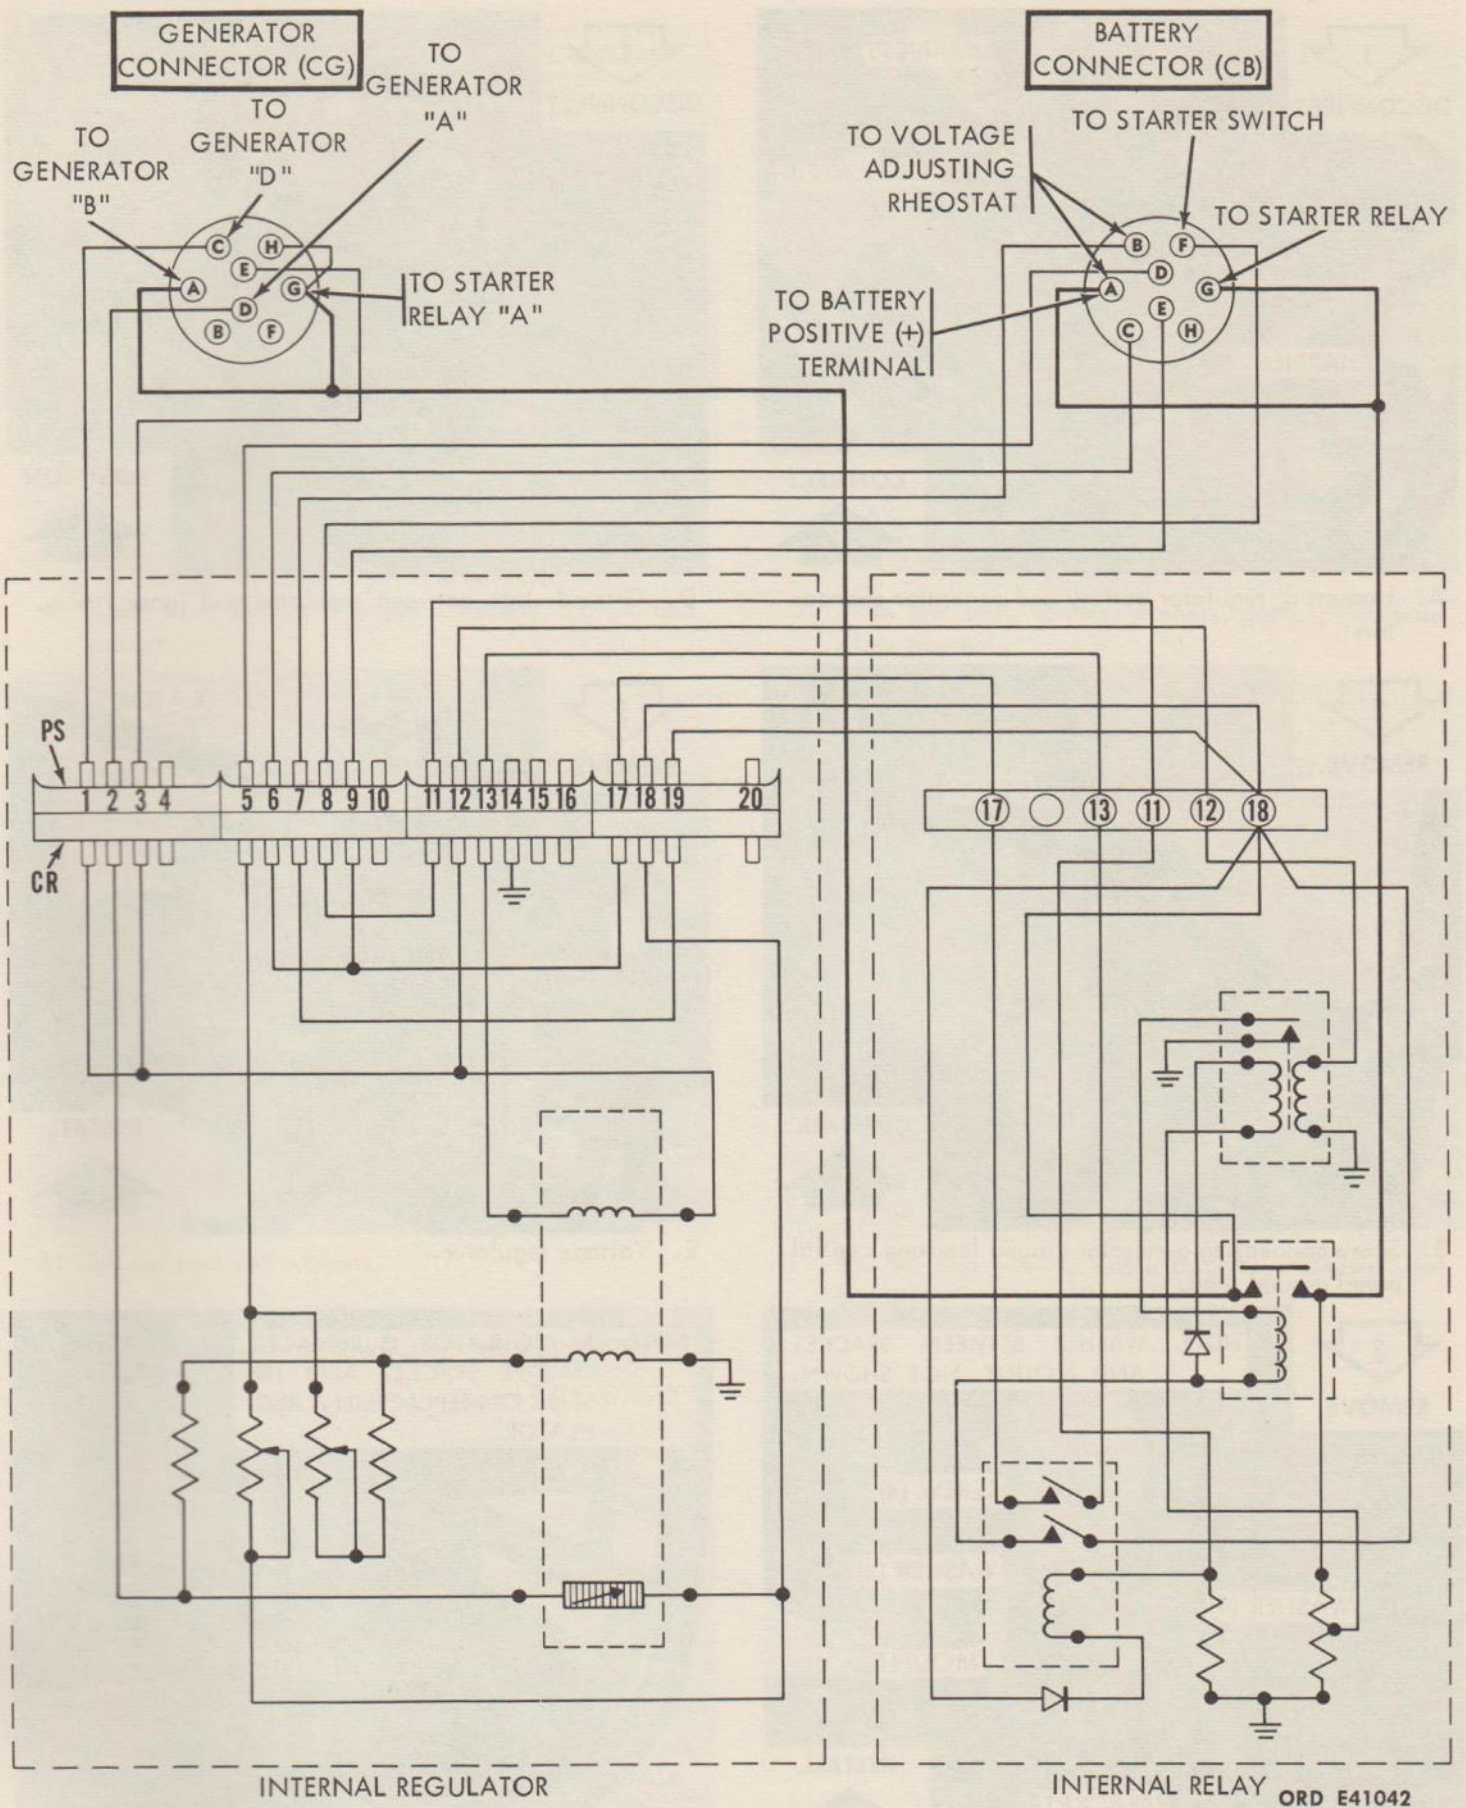 GENERATOR
CONNECTOR (CG)
TO
GENERATOR
"A"
TO
GENERATOR
"D"
TO
GENERATOR
"B"
C
H
E
A
G
D
B
F
TO STARTER
RELAY "A"
BATTERY
CONNECTOR (CB)
TO STARTER SWITCH
TO VOLTAGE
ADJUSTING
RHEOSTAT
TO STARTER RELAY
TO BATTERY
POSITIVE (+)
TERMINAL
B
F
D
A
G
E
C
H
PS
1 2 3 4 5 6 7 8 9 10 11 12 13 14 15 16 17 18 19 20
CR
17 13 11 12 18
INTERNAL REGULATOR
INTERNAL RELAY
ORD E41042